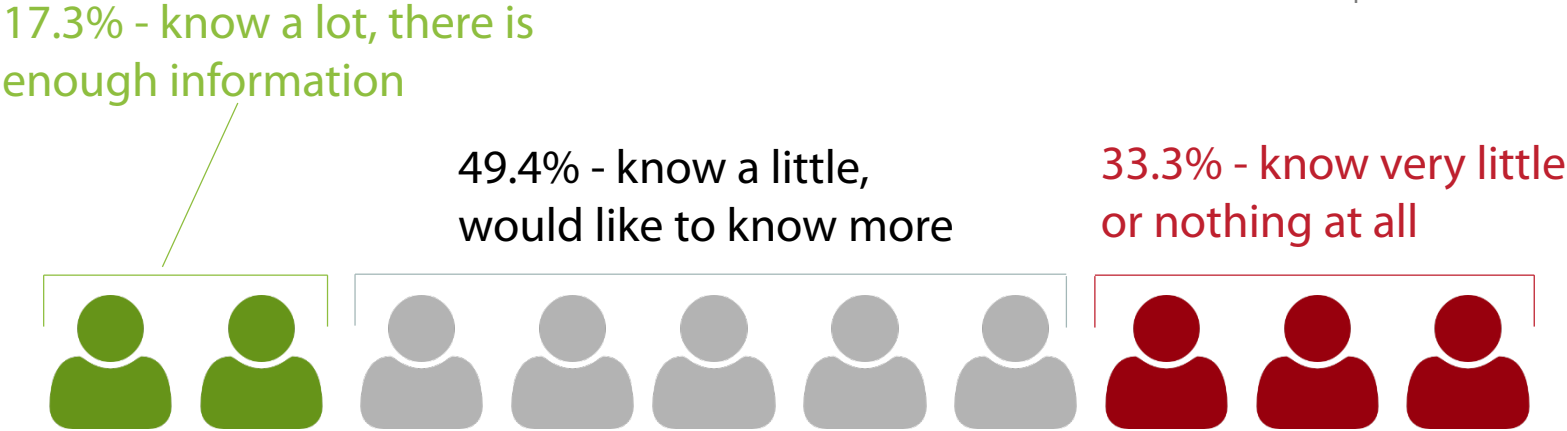 17.3% - know a lot, there is
enough information
49.4% - know a little,
would like to know more
33.3% - know very little
or nothing at all